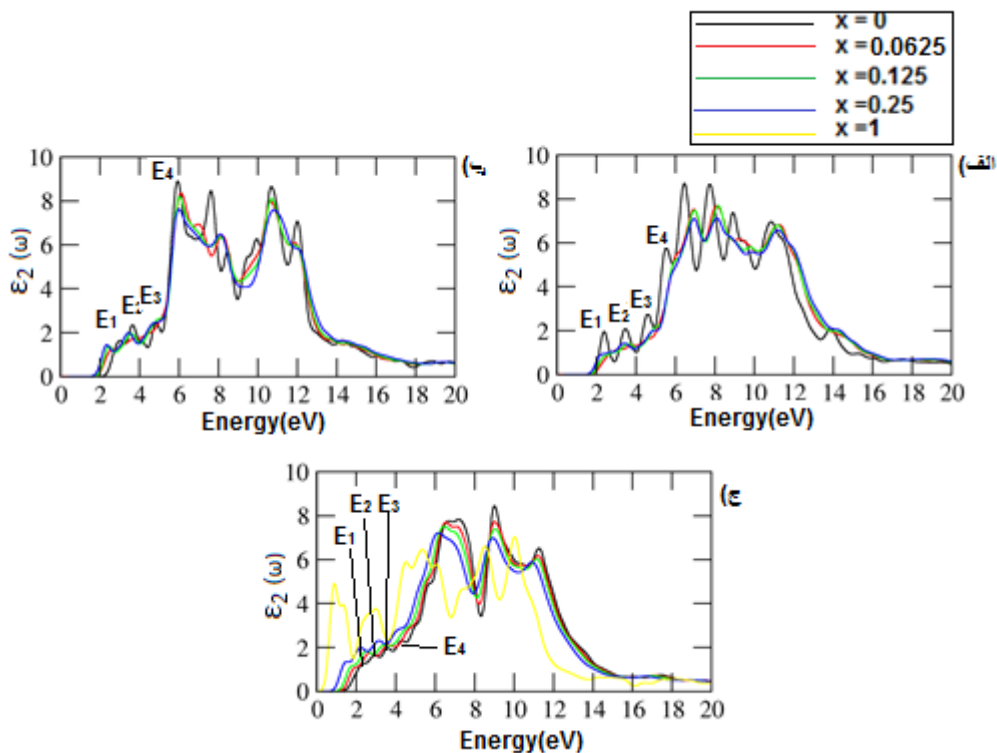 x = 0
x =0.0625
x =0.125
x =0.25
x =1
الف)
10
8
6
4
2
0
ε2 (ω)
E1
E2
E3
E4
0 2 4 6 8 10 12 14 16 18 20
Energy(eV)
10
8
6
4
2
0
ε2 (ω)
E1
E2
E3
E4
0 2 4 6 8 10 12 14 16 18 20
Energy(eV)
ج)
10
8
6
4
2
0
ε2 (ω)
E1
E2
E3
E4
0 2 4 6 8 10 12 14 16 18 20
Energy(eV)